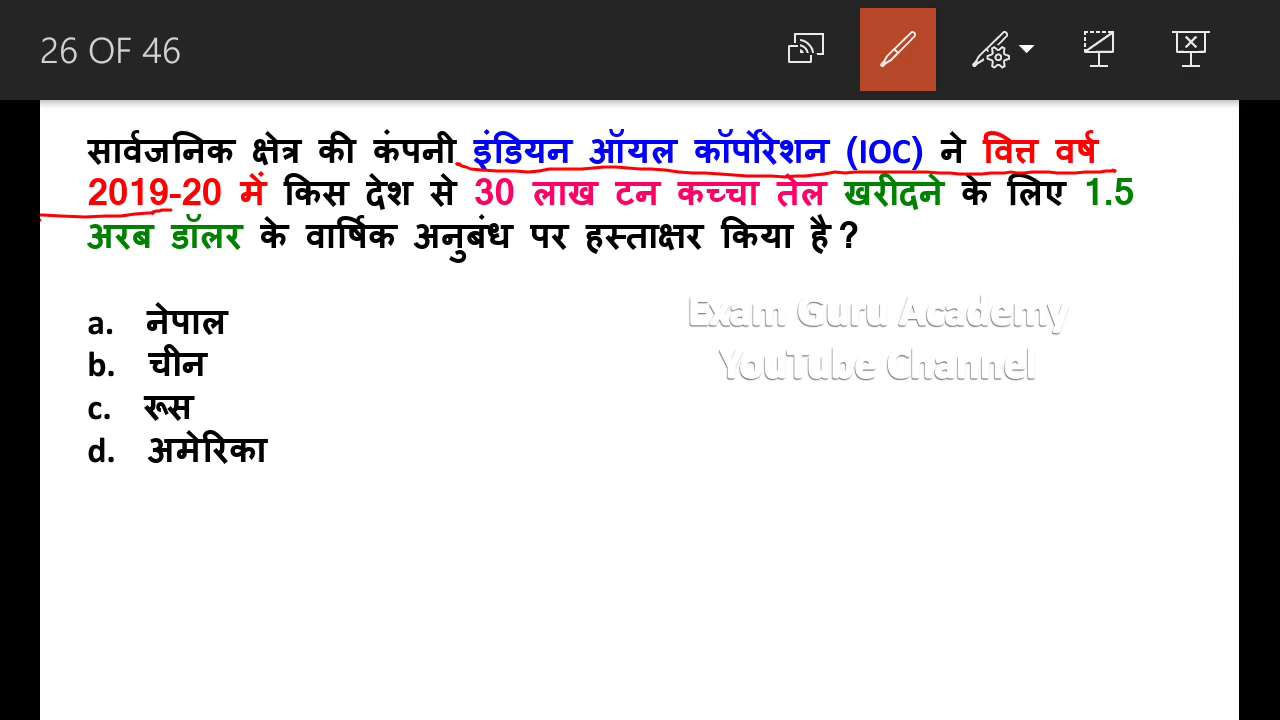 26 OF 46
सार्वजनिक क्षेत्र की कंपनी इंडियन ऑयल कॉर्पोरेशन (IOC) ने वित्त वर्ष
2019-20 में किस देश से 30 लाख टन कच्चा तेल खरीदने के लिए 1.5
अरब डॉलर के वार्षिक अनुबंध पर हस्ताक्षर किया है ?
a. नेपाल
b. चीन
c. रूस
d. अमेरिका
Exam Guru Academy
YouTube Channel